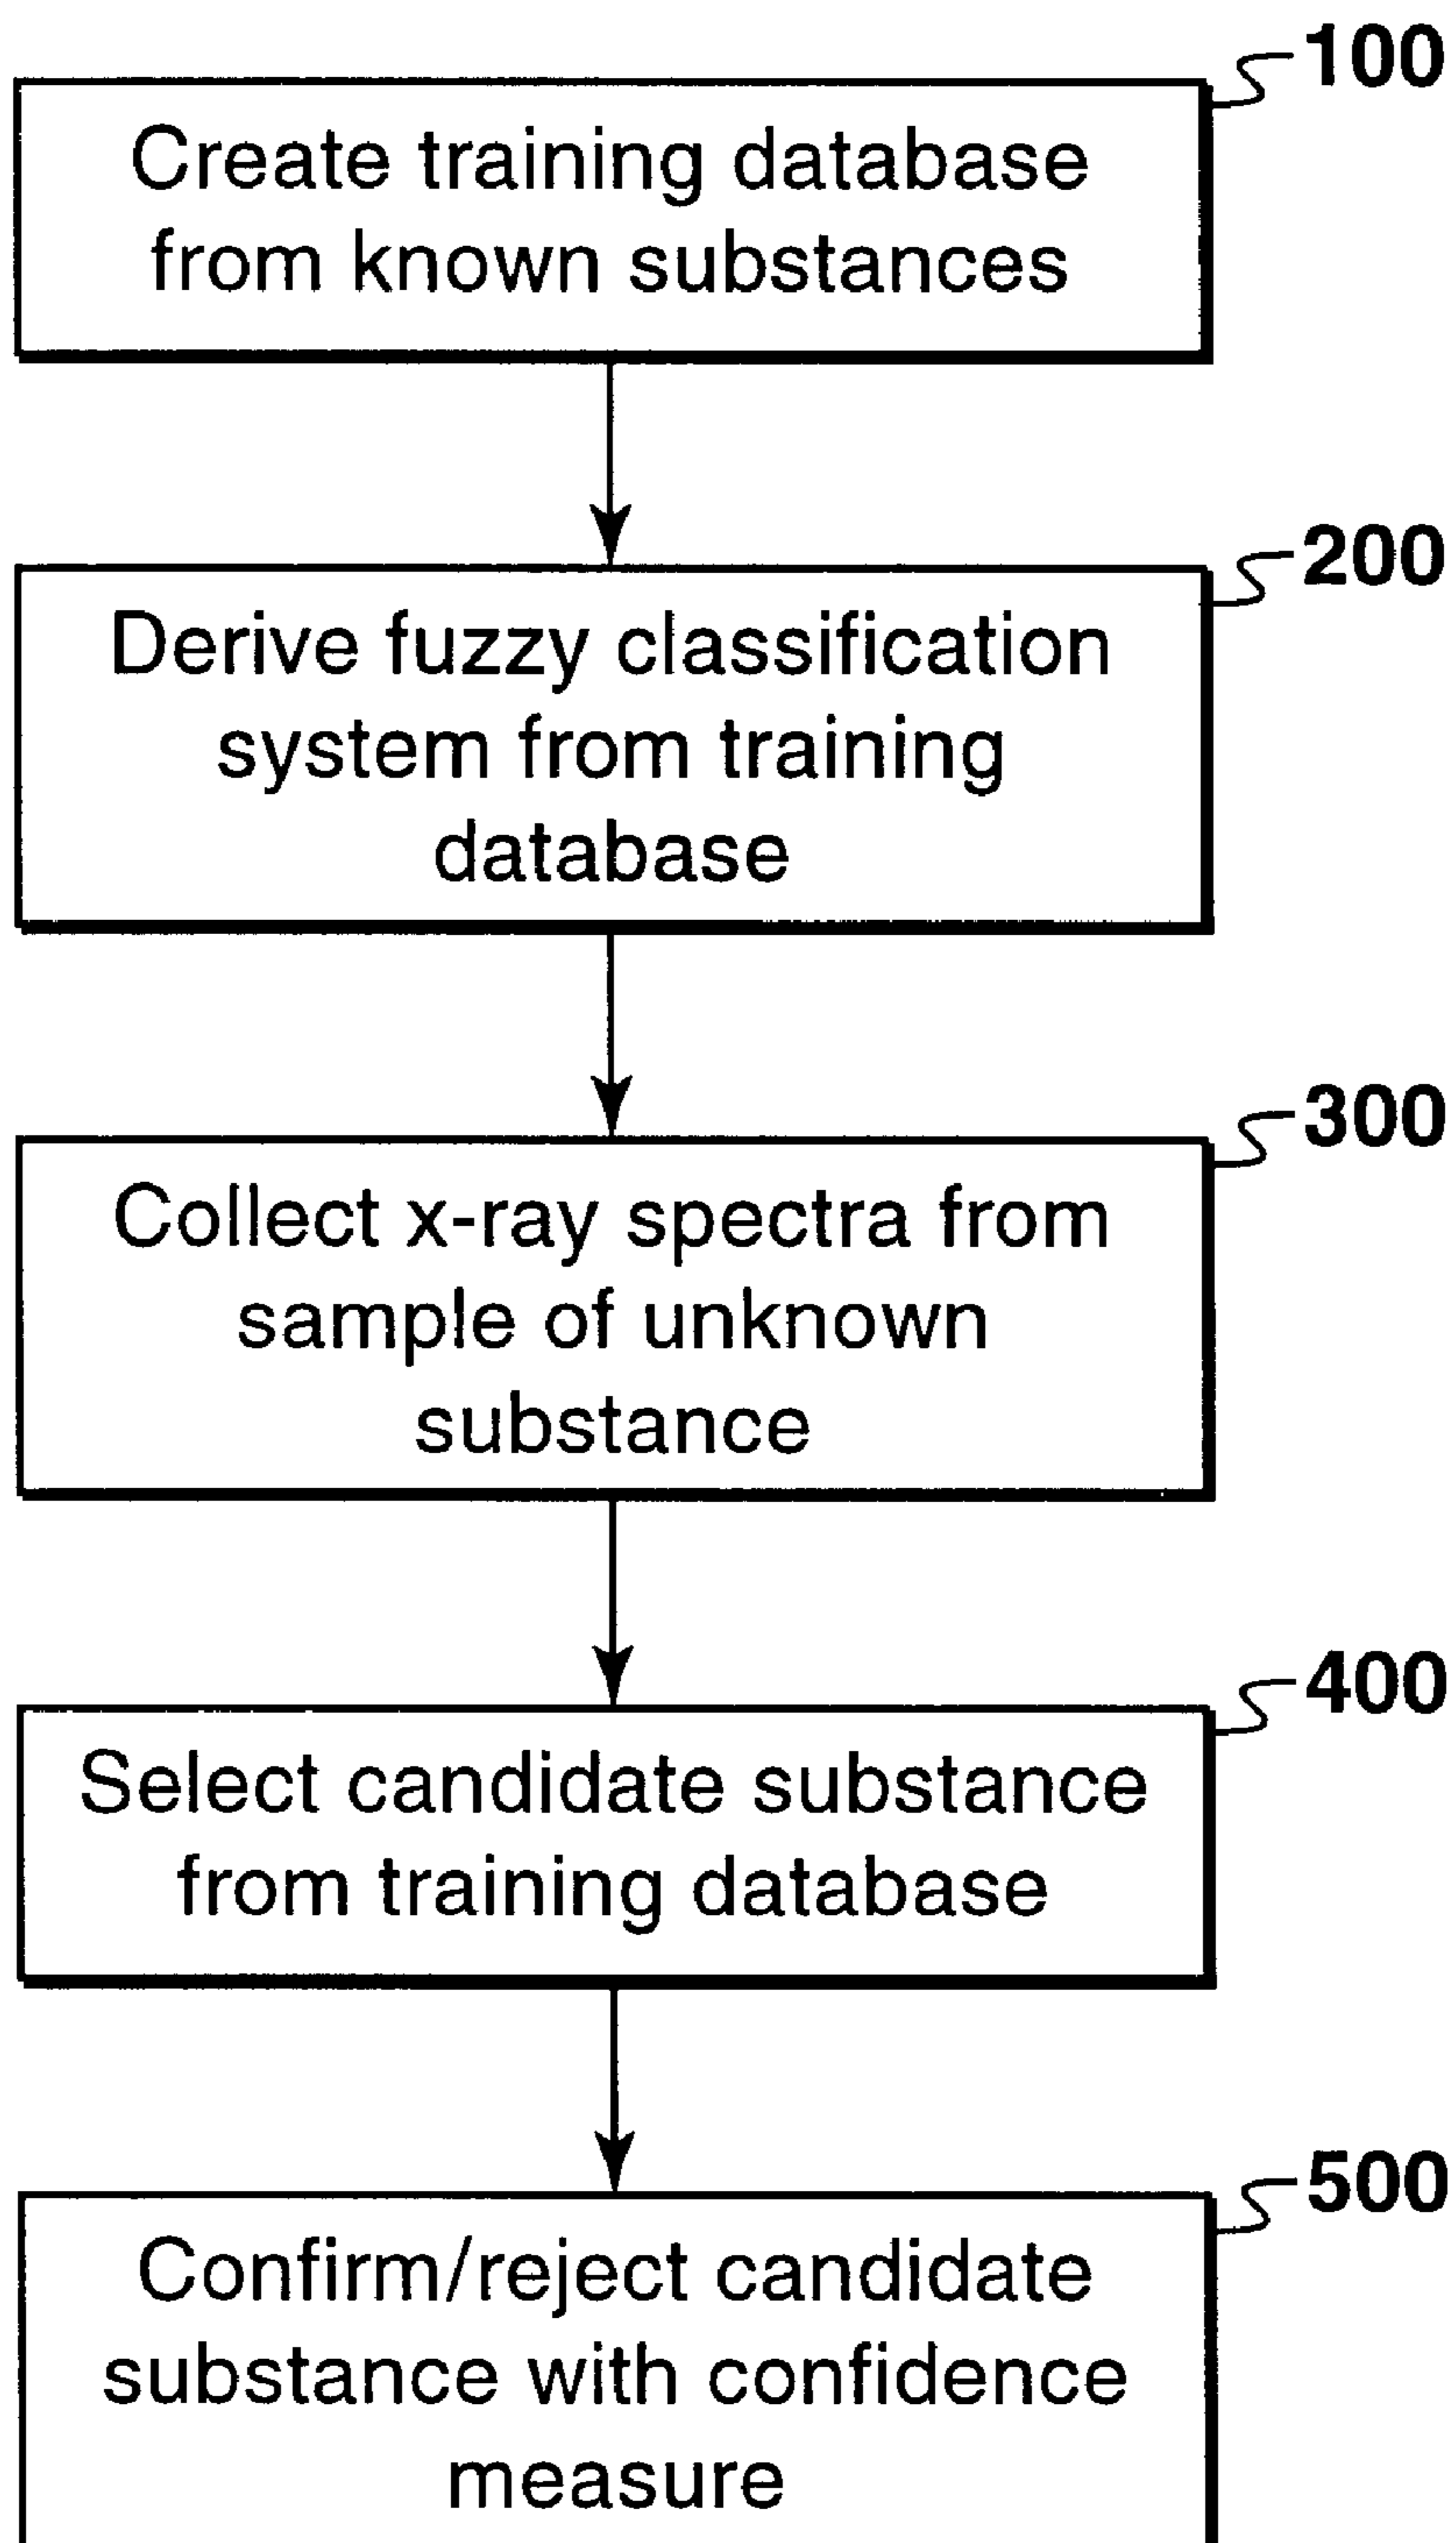 100
Create training database
from known substances
200
Derive fuzzy classification
system from training
database
300
Collect x-ray spectra from
sample of unknown
substance
400
Select candidate substance
from training database
500
Confirm/reject candidate
substance with confidence
measure